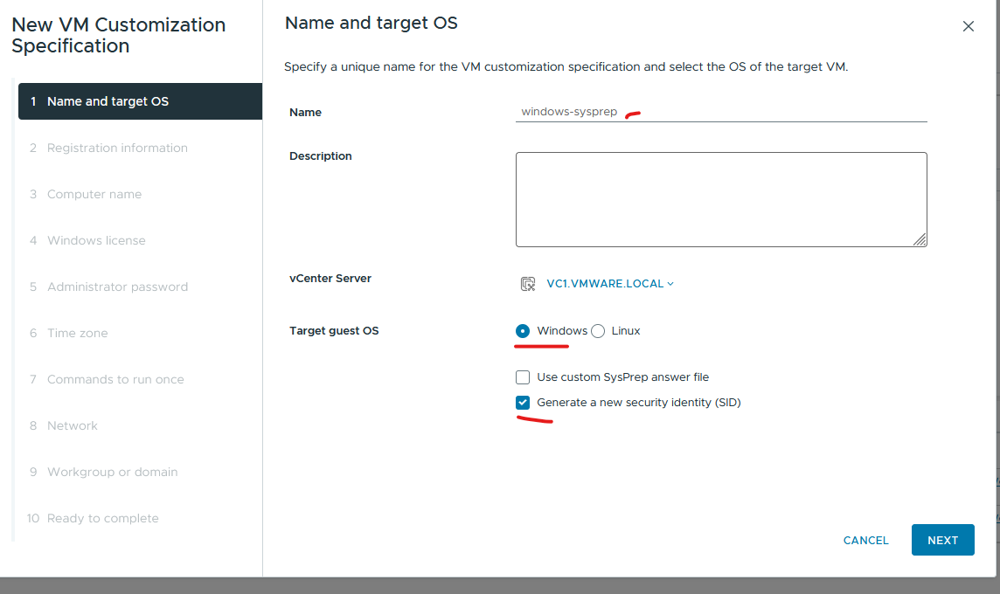 New VM Customization
Specification
1 Name and target OS
2 Registration information
3 Computer name
4 Windows license
5 Administrator password
6 Time zone
7 Commands to run once
8 Network
9 Workgroup or domain
10 Ready to complete
Name and target OS
Specify a unique name for the VM customization specification and select the OS of the target VM.
Name
windows-sysprep
Description
vCenter Server
VC1.VMWARE.LOCAL
Target guest OS
Windows Linux
Use custom SysPrep answer file
Generate a new security identity (SID)
CANCEL NEXT